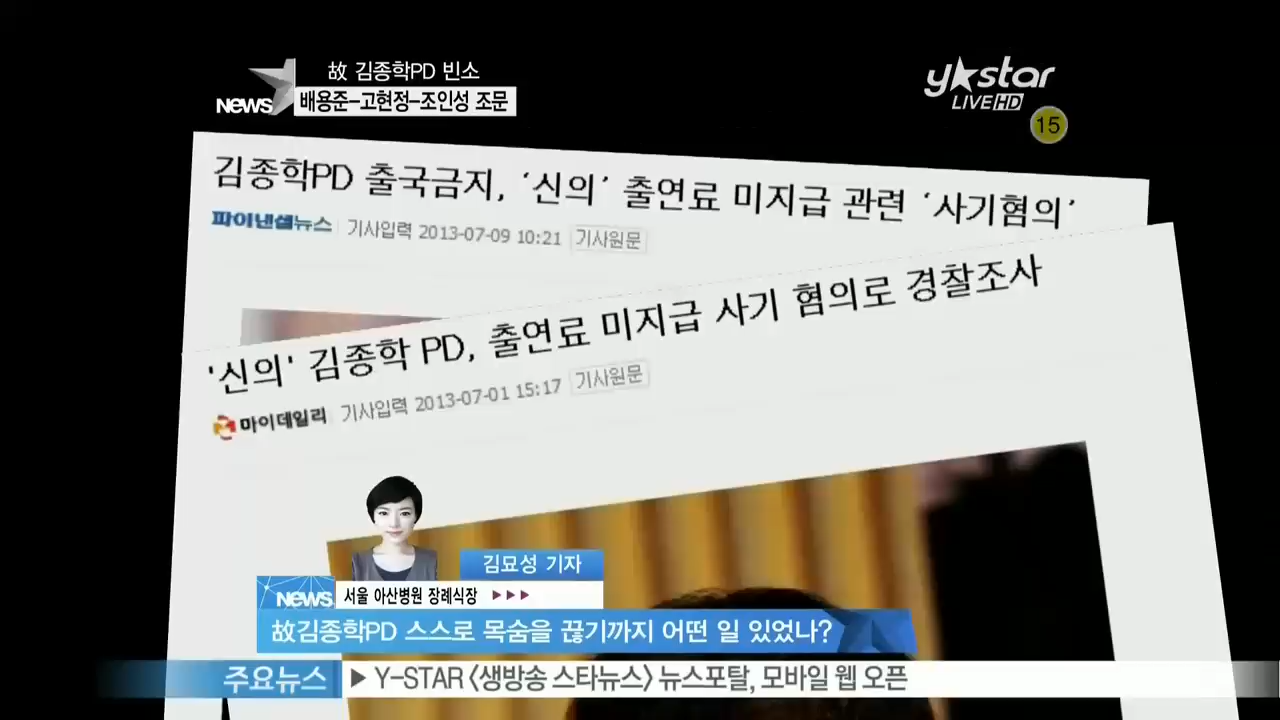 故 김종학PD 빈소
NEWS
배용준-고현정-조인성 조문
y★star
LIVE HD
15
김종학PD 출국금지, ‘신의’ 출연료 미지급 관련 ‘사기혐의’
파이낸셜뉴스 기사입력 2013-07-09 10:21 기사원문
'신의' 김종학 PD, 출연료 미지급 사기 혐의로 경찰조사
마이데일리 기사입력 2013-07-01 15:17 기사원문
김묘성 기자
NEWS 서울 아산병원 장례식장 ▶▶▶
故김종학PD 스스로 목숨을 끊기까지 어떤 일 있었나?
주요뉴스 ▶ Y-STAR <생방송 스타뉴스> 뉴스포탈, 모바일 웹 오픈